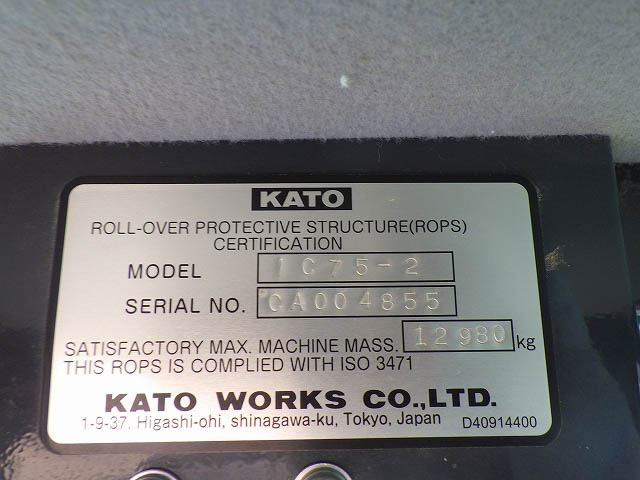 KATO
ROLL-OVER PROTECTIVE STRUCTURE(ROPS)
CERTIFICATION
MODEL IC75-2
SERIAL NO. CA004855
SATISFACTORY MAX. MACHINE MASS. 12980 kg
THIS ROPS IS COMPLIED WITH ISO 3471
KATO WORKS CO.,LTD.
1-9-37, Higashi-ohi, shinagawa-ku, Tokyo, Japan D40914400